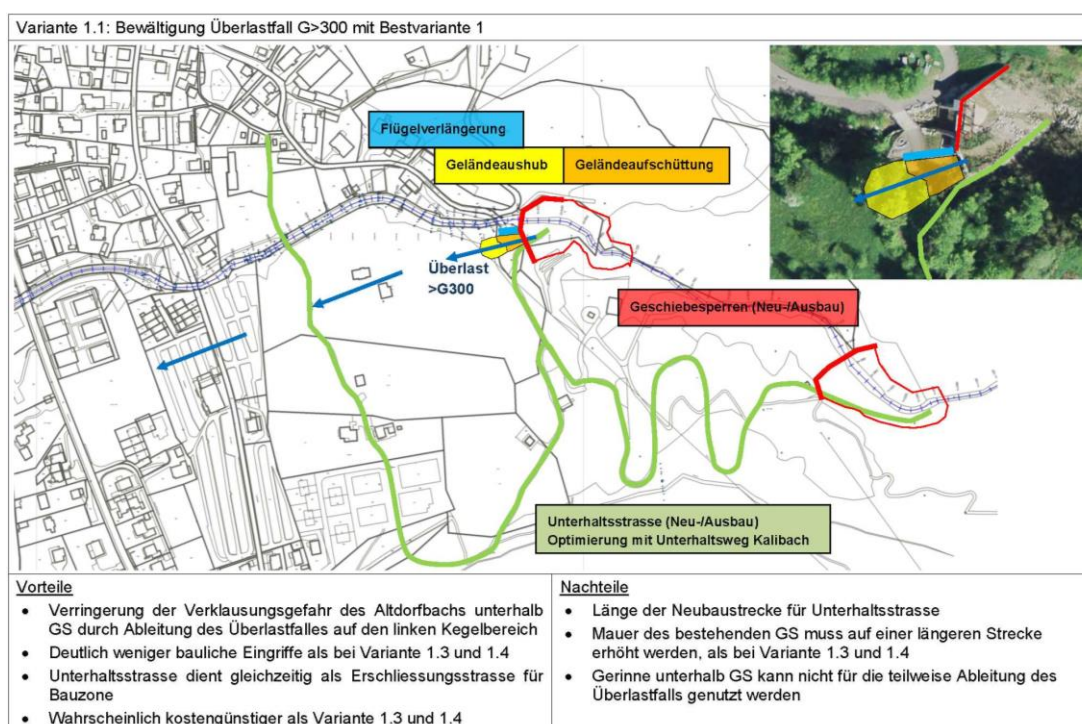 Variante 1.1: Bewältigung Überlastfall G>300 mit Bestvariante 1
Flügelverlängerung
Geländeaushub
Geländeaufschüttung
Überlast
>G300
Geschiebesperren (Neu-/Ausbau)
Unterhaltsstrasse (Neu-/Ausbau)
Optimierung mit Unterhaltsweg Kalibach
Vorteile
• Verringerung der Verklausungsgefahr des Altdorfbachs unterhalb
GS durch Ableitung des Überlastfalles auf den linken Kegelbereich
• Deutlich weniger bauliche Eingriffe als bei Variante 1.3 und 1.4
• Unterhaltsstrasse dient gleichzeitig als Erschliessungsstrasse für
Bauzone
• Wahrscheinlich kostengünstiger als Variante 1.3 und 1.4
Nachteile
• Länge der Neubaustrecke für Unterhaltsstrasse
• Mauer des bestehenden GS muss auf einer längeren Strecke
erhöht werden, als bei Variante 1.3 und 1.4
• Gerinne unterhalb GS kann nicht für die teilweise Ableitung des
Überlastfalls genutzt werden